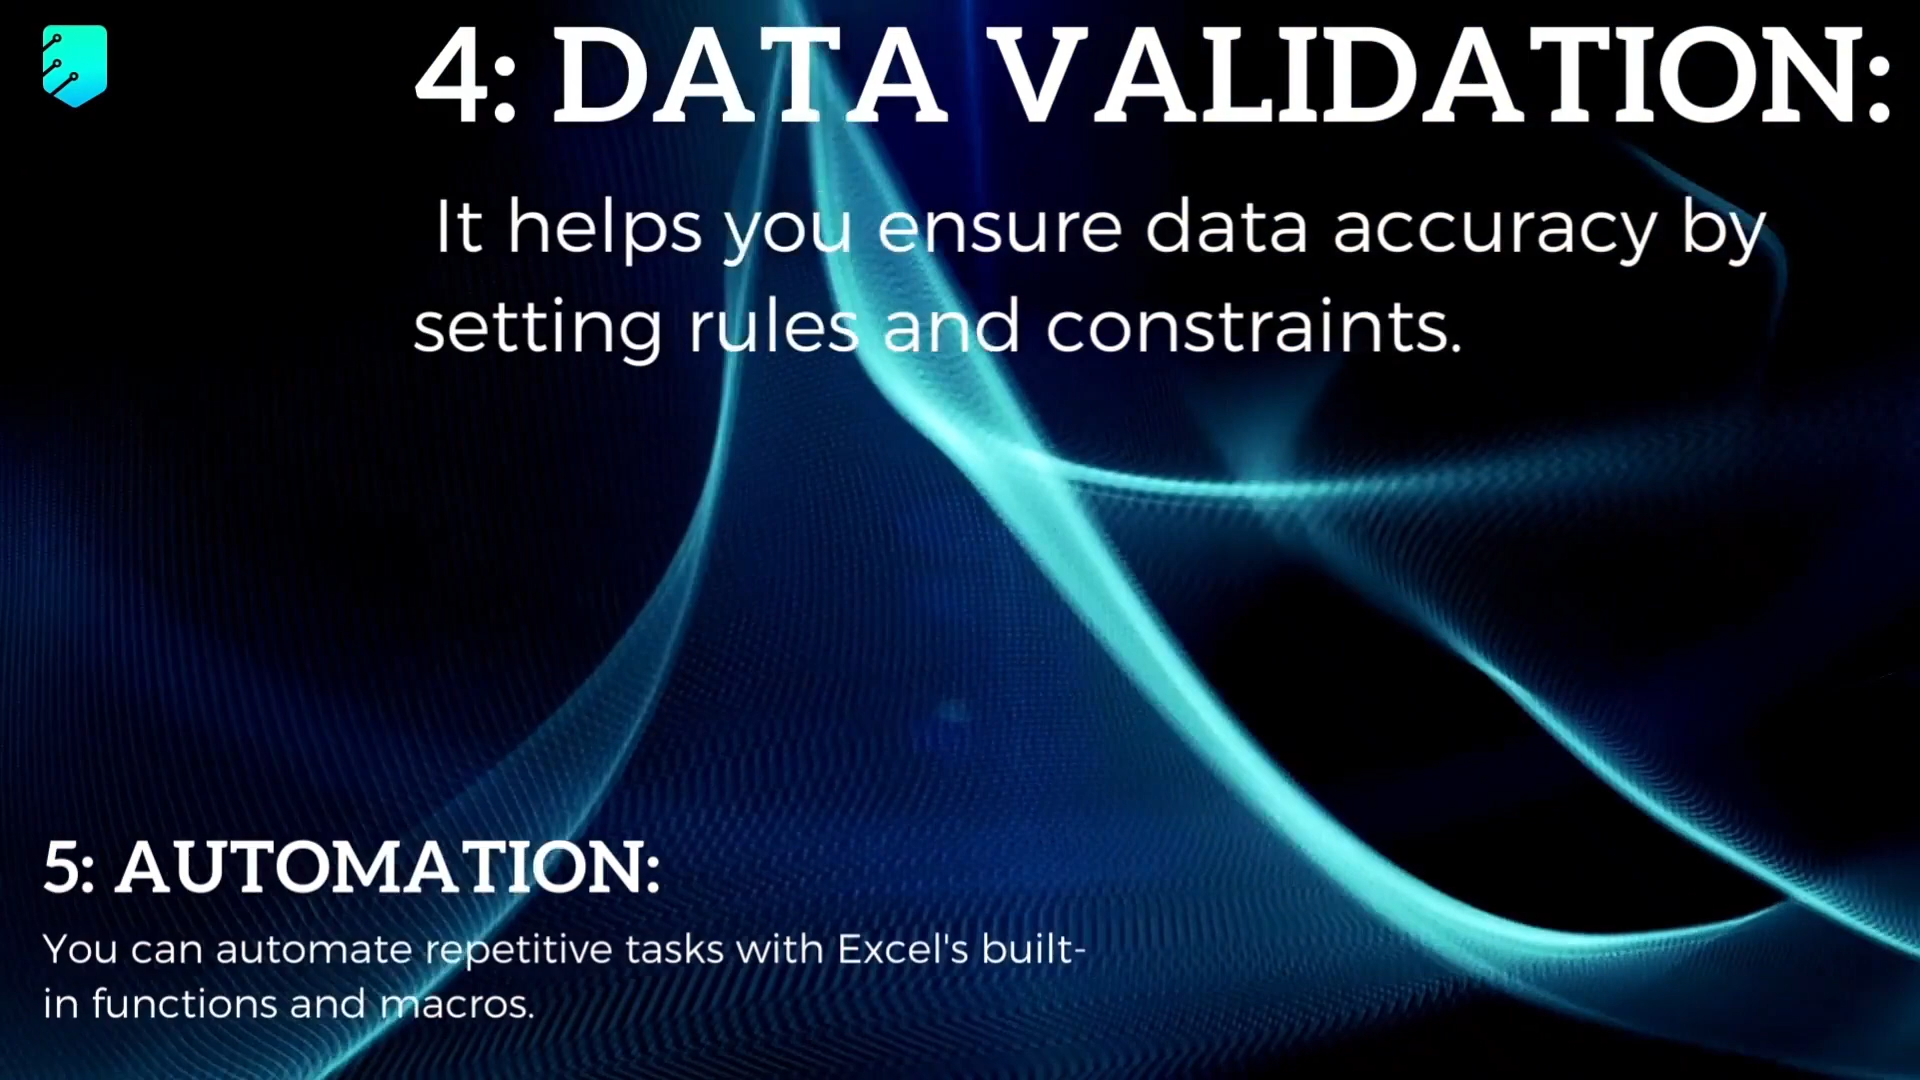 4: DATA VALIDATION:
It helps you ensure data accuracy by
setting rules and constraints.
5: AUTOMATION:
You can automate repetitive tasks with Excel's built-
in functions and macros.